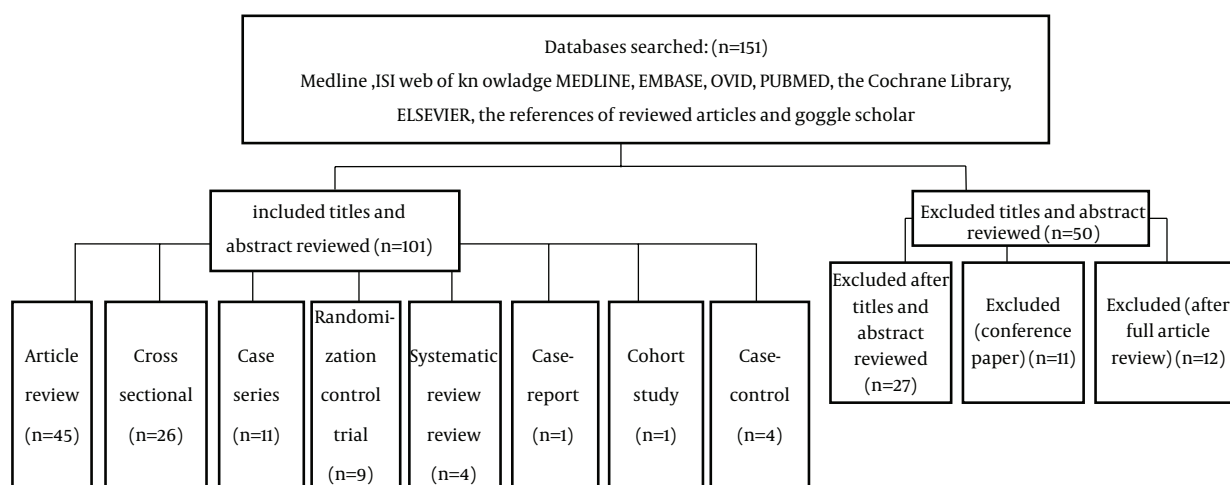 Databases searched: (n=151)
Medline ,ISI web of kn owladge MEDLINE, EMBASE, OVID, PUBMED, the Cochrane Library,
ELSEVIER, the references of reviewed articles and goggle scholar
included titles and
abstract reviewed (n=101)
Excluded titles and abstract
reviewed (n=50)
Article
review
(n=45)
Cross
sectional
(n=26)
Case
series
(n=11)
Randomi-
zation
control
trial
(n=9)
Systematic
review
review
(n=4)
Case-
report
(n=1)
Cohort
study
(n=1)
Case-
control
(n=4)
Excluded after
titles and
abstract
reviewed
(n=27)
Excluded
(conference
paper) (n=11)
Excluded (after
full article
review) (n=12)